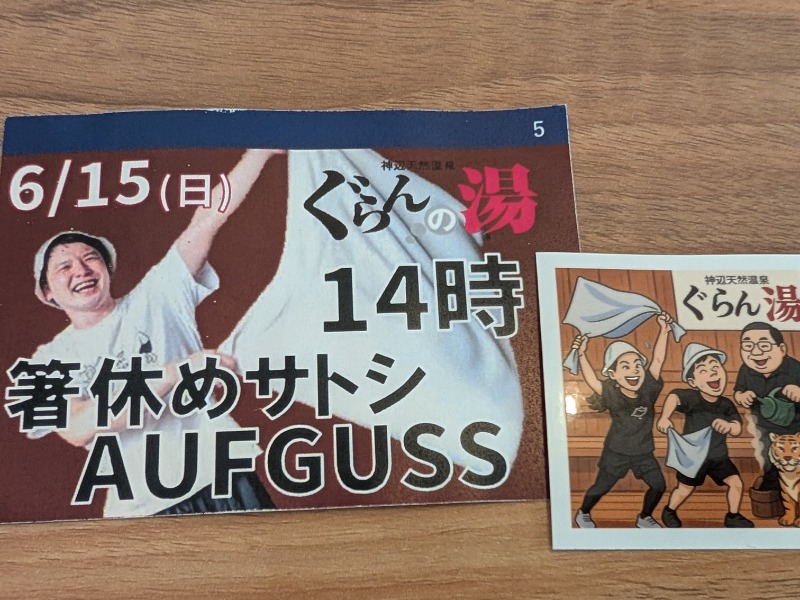 5
6/15(日)
神辺天然温泉
ぐらんの湯
14時
箸休めサトシ
AUFGUSS
神辺天然温泉
ぐらん湯